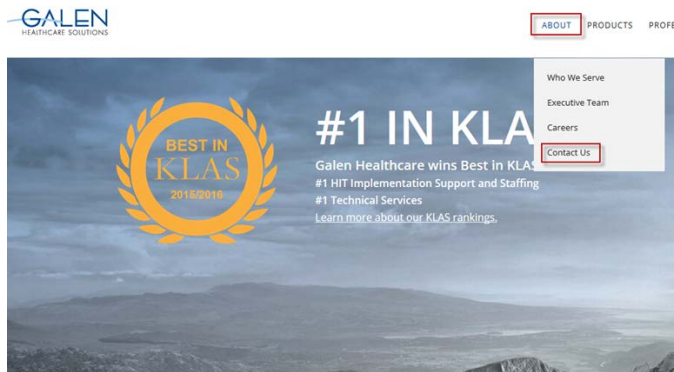 GALEN
HEALTHCARE SOLUTIONS
ABOUT PRODUCTS
Who We Serve
Executive Team
Careers
Contact Us
BEST IN
KLAS
2015/2016
#1 IN
Galen Healthcare wins Best in
#1 HIT Implementation Support and Staffing
#1 Technical Services
Learn more about our KLAS rankings.